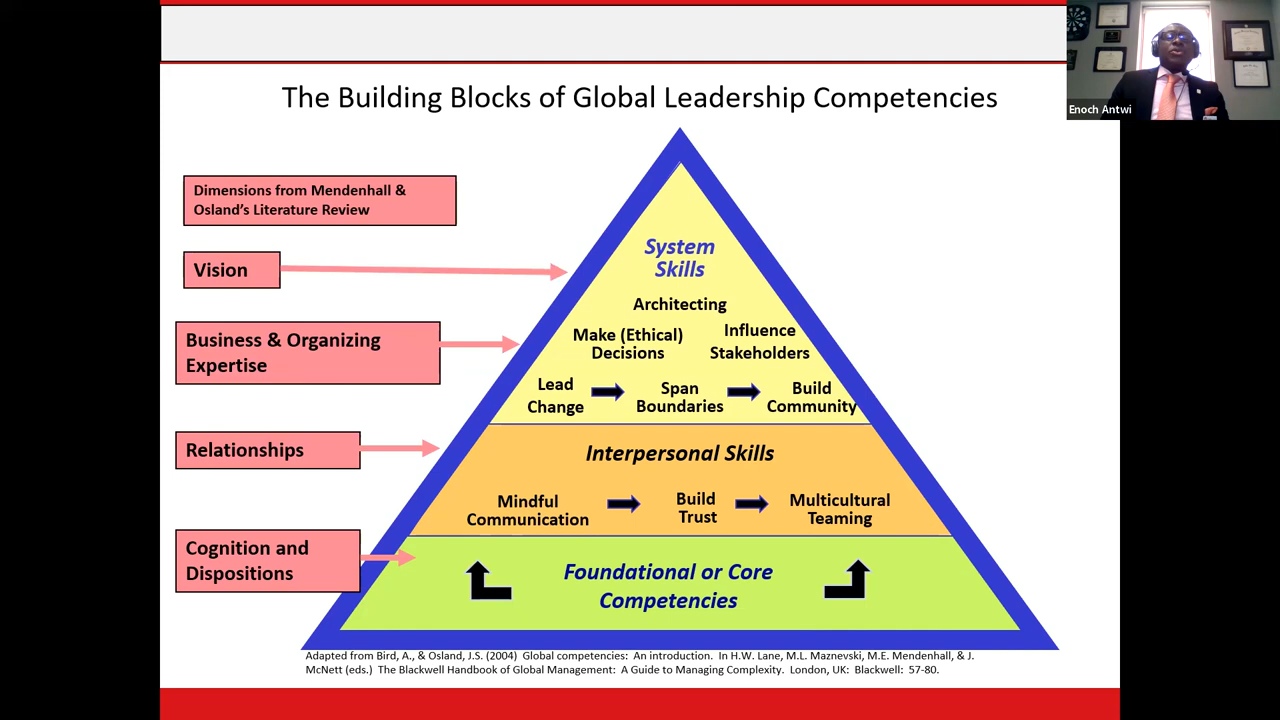 Enoch Antwi
The Building Blocks of Global Leadership Competencies
Dimensions from Mendenhall &
Osland's Literature Review
Vision
Business & Organizing
Expertise
Relationships
Cognition and
Dispositions
System
Skills
Architecting
Make (Ethical)
Decisions
Influence
Stakeholders
Lead
Change
Span
Boundaries
Build
Community
Interpersonal Skills
Mindful
Communication
Build
Trust
Multicultural
Teaming
Foundational or Core
Competencies
Adapted from Bird, A., & Osland, J.S. (2004) Global competencies: An introduction. In H.W. Lane, M.L. Maznevski, M.E. Mendenhall, & J.
McNett (eds.) The Blackwell Handbook of Global Management: A Guide to Managing Complexity. London, UK: Blackwell: 57-80.